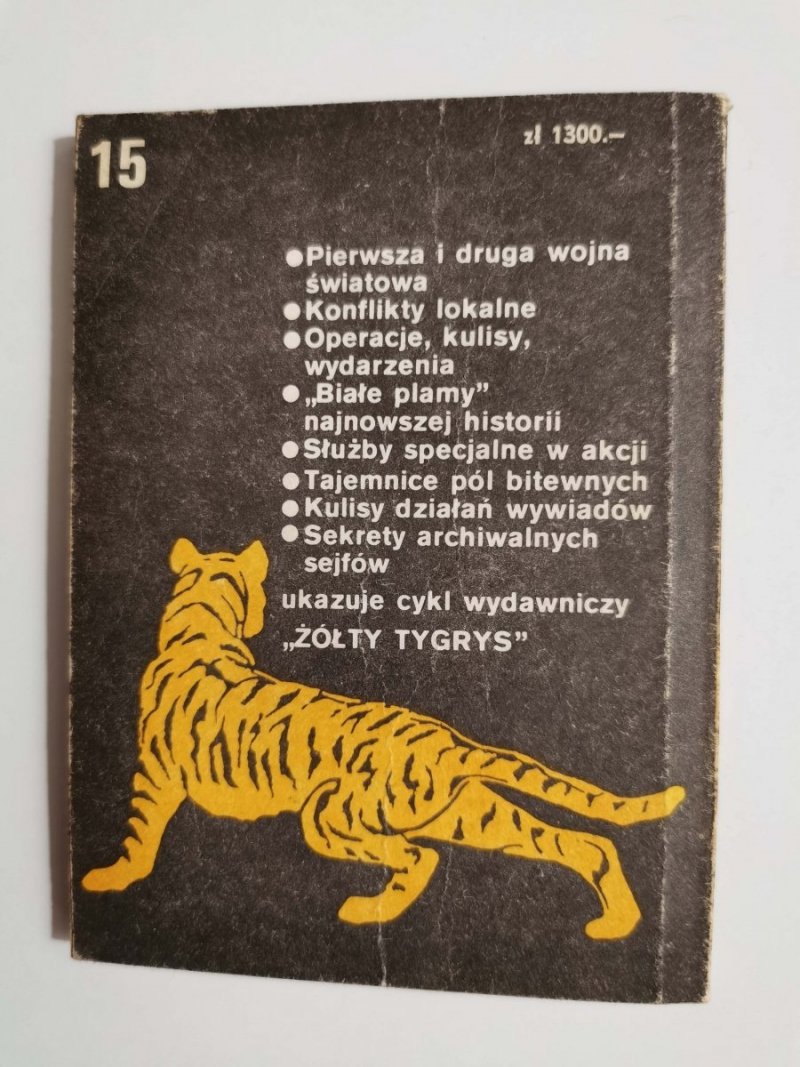 15
zł 1300.—
●Pierwsza i druga wojna
światowa
●Konflikty lokalne
●Operacje, kulisy,
wydarzenia
●„Białe plamy”
najnowszej historii
●Służby specjalne w akcji
●Tajemnice pól bitewnych
●Kulisy działań wywiadów
●Sekrety archiwalnych
sejfów
ukazuje cykl wydawniczy
„ŻÓŁTY TYGRYS”